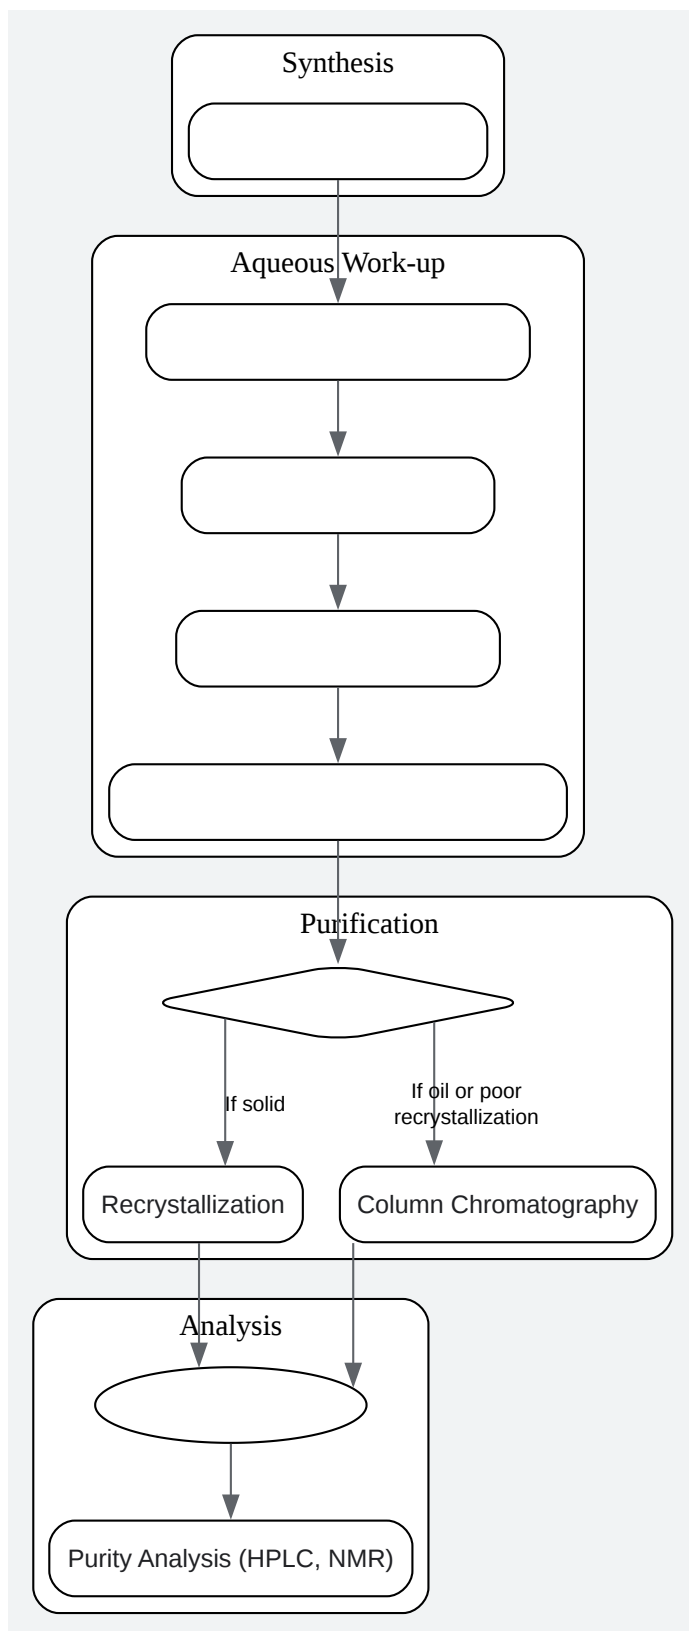 Synthesis
Aqueous Work-up
Purification
If solid
If oil or poor
recrystallization
Recrystallization
Column Chromatography
Analysis
Purity Analysis (HPLC, NMR)